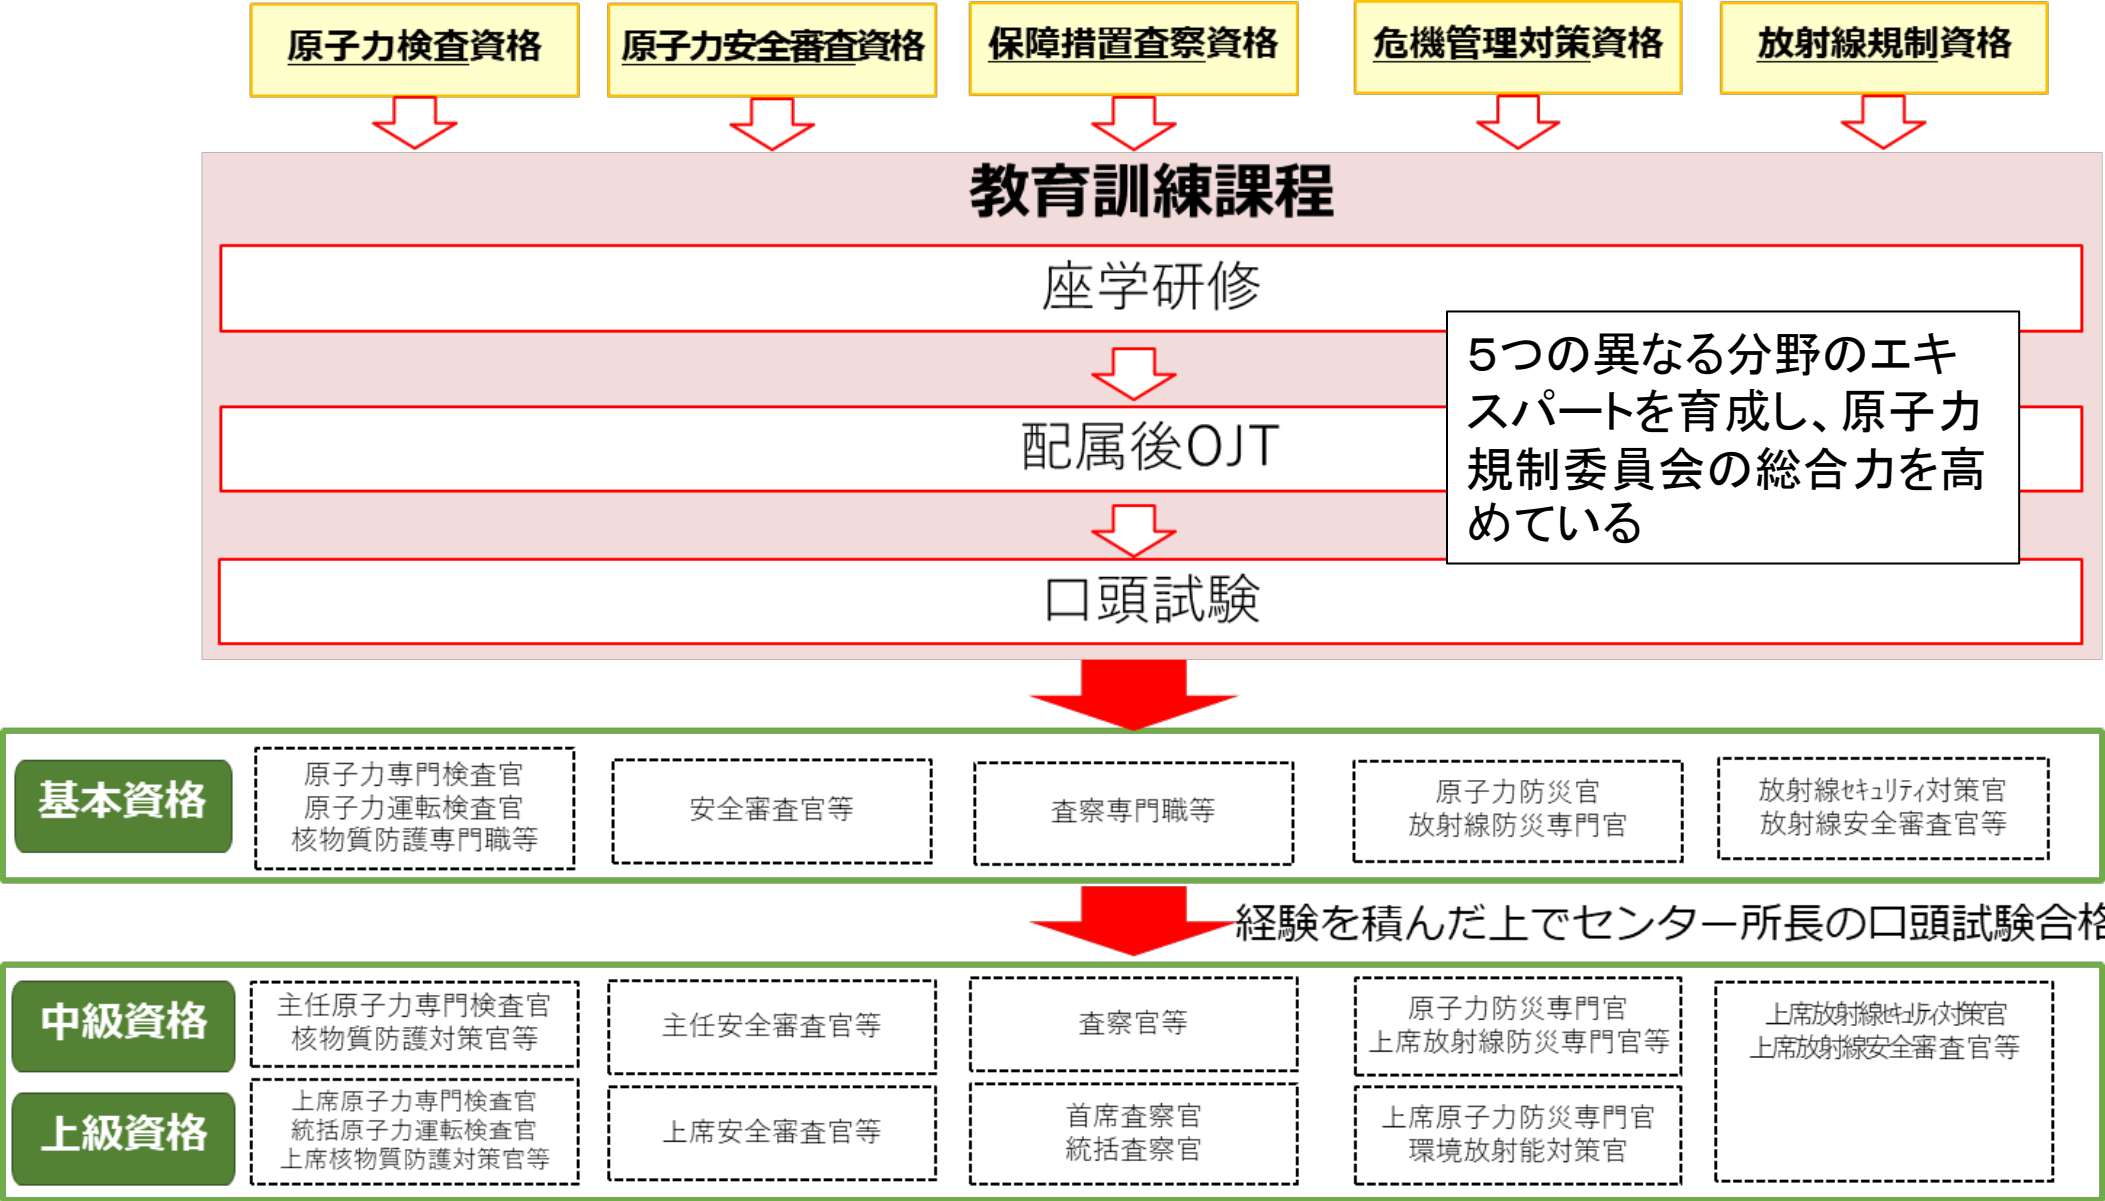 原子力検査資格
原子力安全審査資格
保障措置査察資格
危機管理対策資格
放射線規制資格
教育訓練課程
座学研修
配属後OJT
口頭試験
５つの異なる分野のエキ
スパートを育成し、原子力
規制委員会の総合力を高
めている
基本資格
原子力専門検査官
原子力運転検査官
核物質防護専門職等
安全審査官等
査察専門職等
原子力防災官
放射線防災専門官
放射線ｾｷｭﾘﾃｨ対策官
放射線安全審査官等
経験を積んだ上でセンター所長の口頭試験合格
中級資格
主任原子力専門検査官
核物質防護対策官等
主任安全審査官等
査察官等
原子力防災専門官
上席放射線防災専門官等
上席放射線ｾｷｭﾘﾃｨ対策官
上席放射線安全審査官等
上級資格
上席原子力専門検査官
統括原子力運転検査官
上席核物質防護対策官等
上席安全審査官等
首席査察官
統括査察官
上席原子力防災専門官
環境放射能対策官